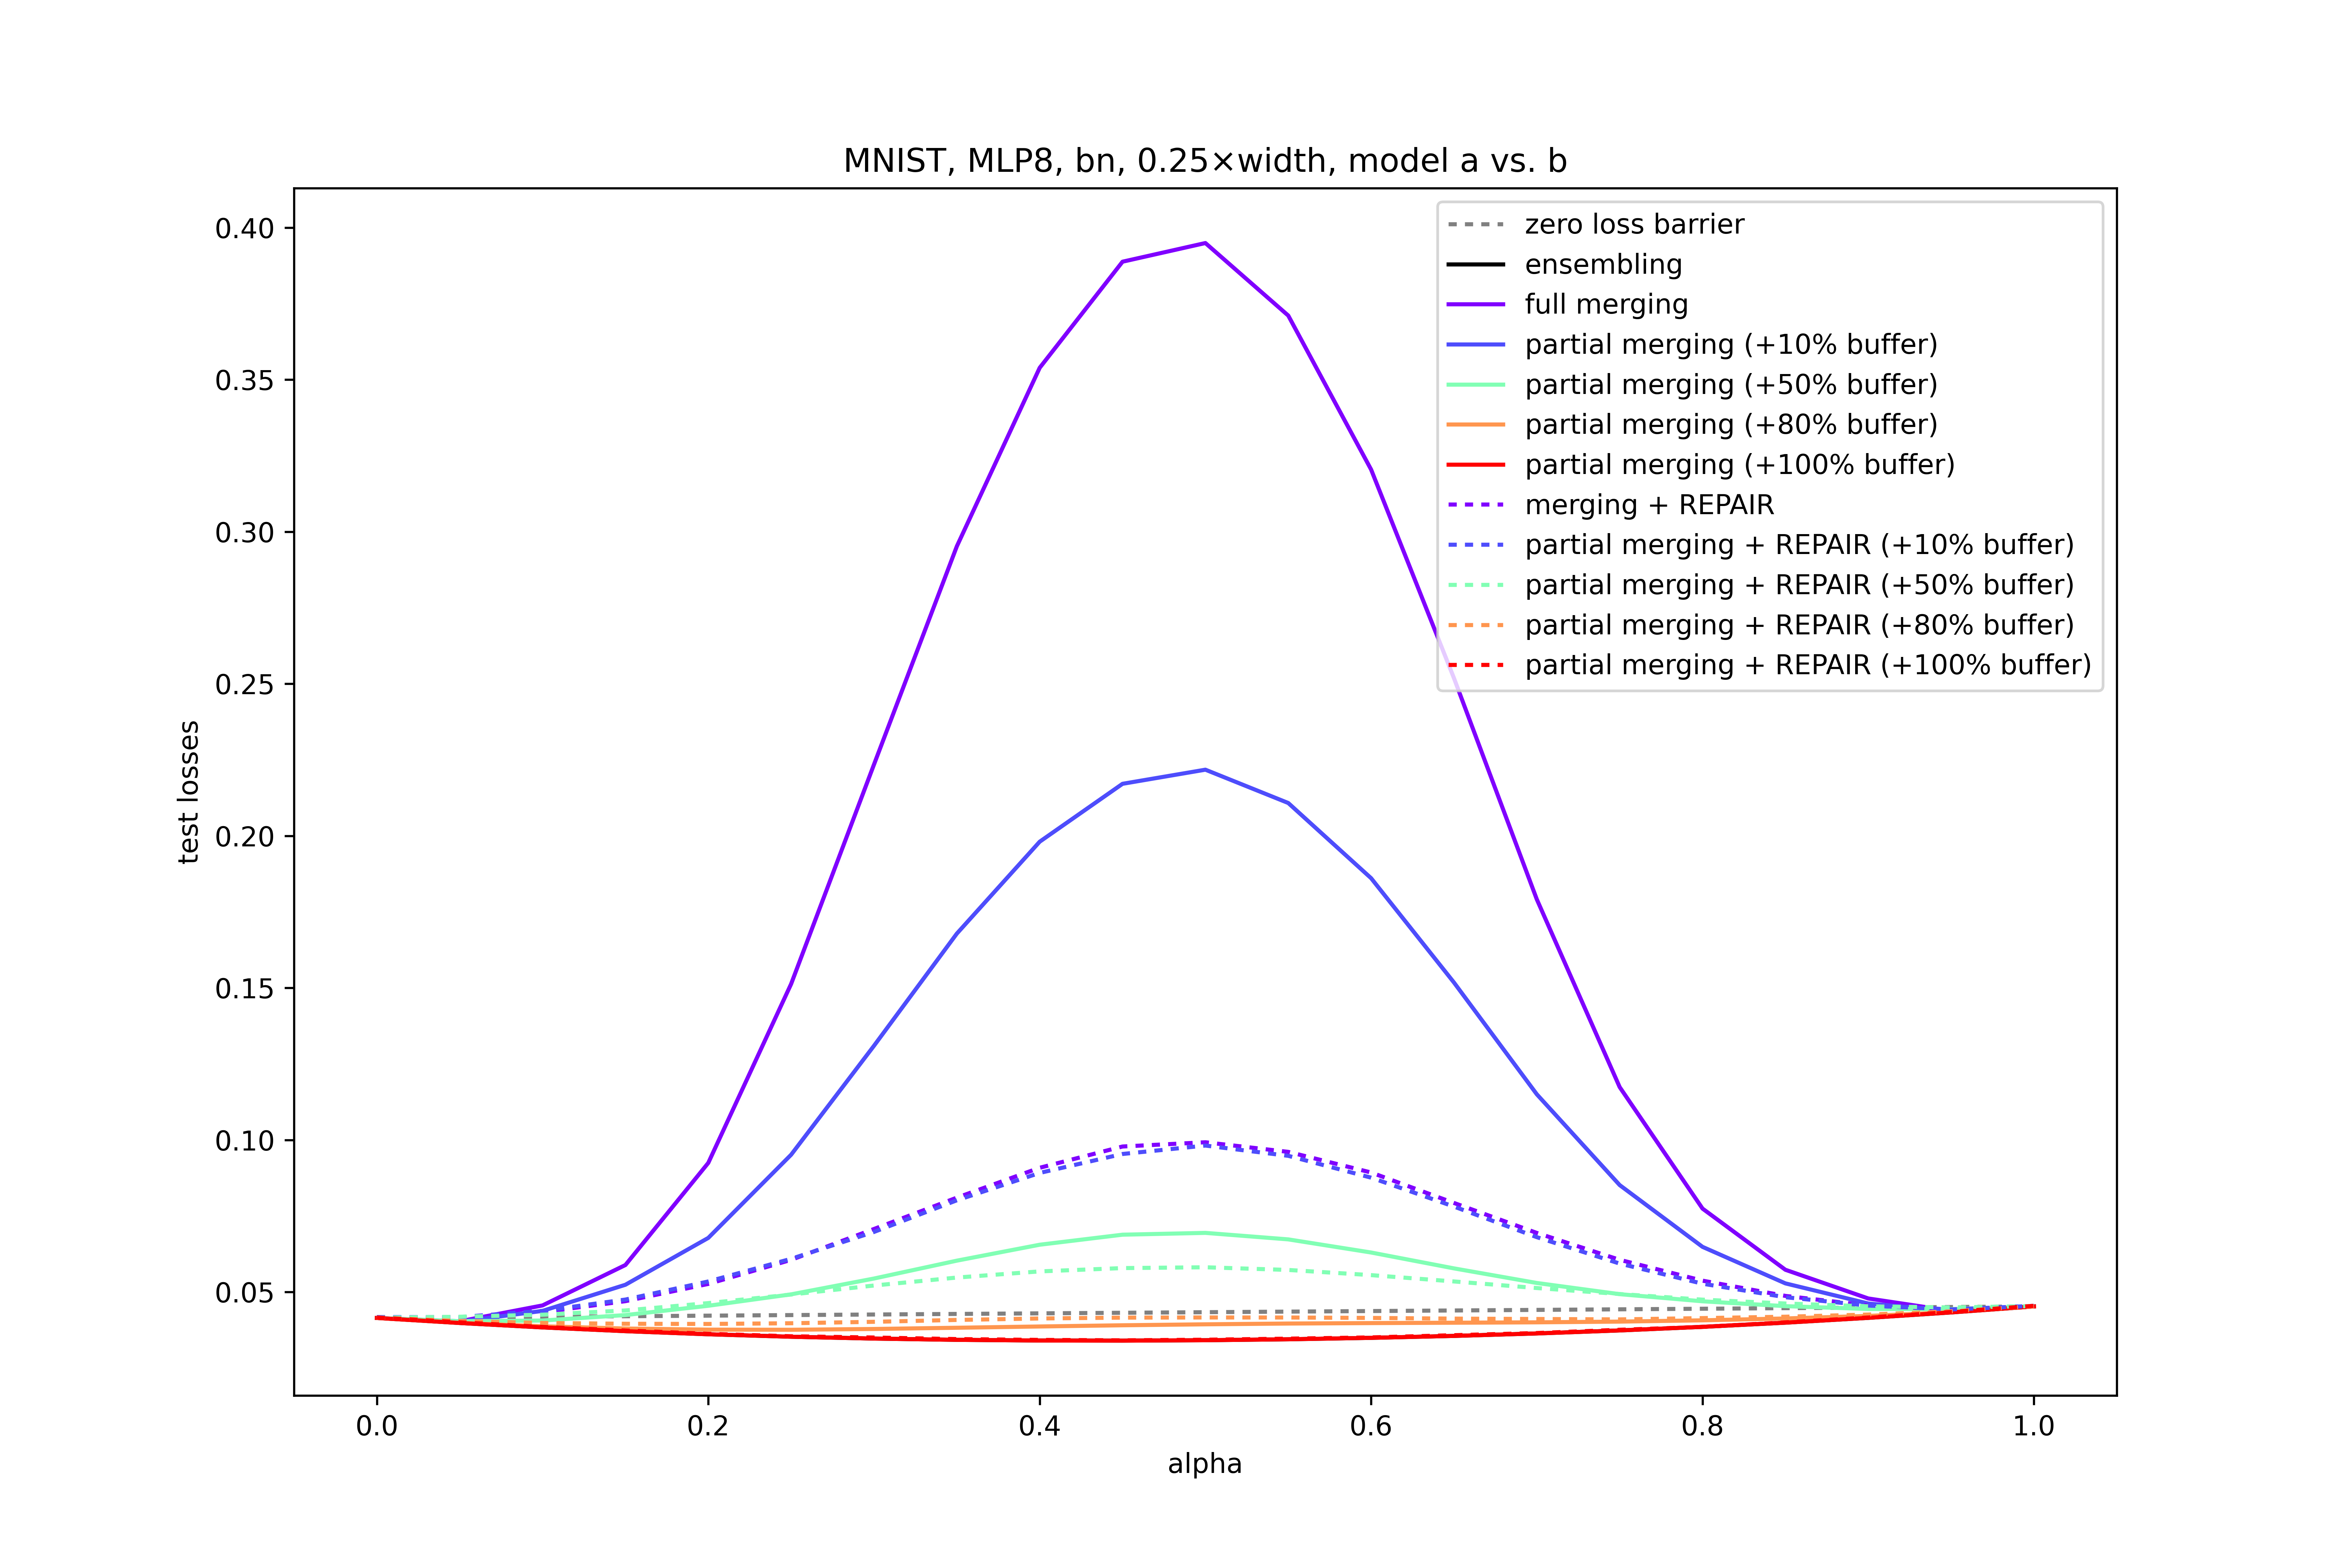 MNIST, MLP8, bn, 0.25×width, model a vs. b
zero loss barrier
ensembling
full merging
partial merging (+10% buffer)
partial merging (+50% buffer)
partial merging (+80% buffer)
partial merging (+100% buffer)
merging + REPAIR
partial merging + REPAIR (+10% buffer)
partial merging + REPAIR (+50% buffer)
partial merging + REPAIR (+80% buffer)
partial merging + REPAIR (+100% buffer)
test losses
0.40
0.35
0.30
0.25
0.20
0.15
0.10
0.05
0.0 0.2 0.4 0.6 0.8 1.0
alpha